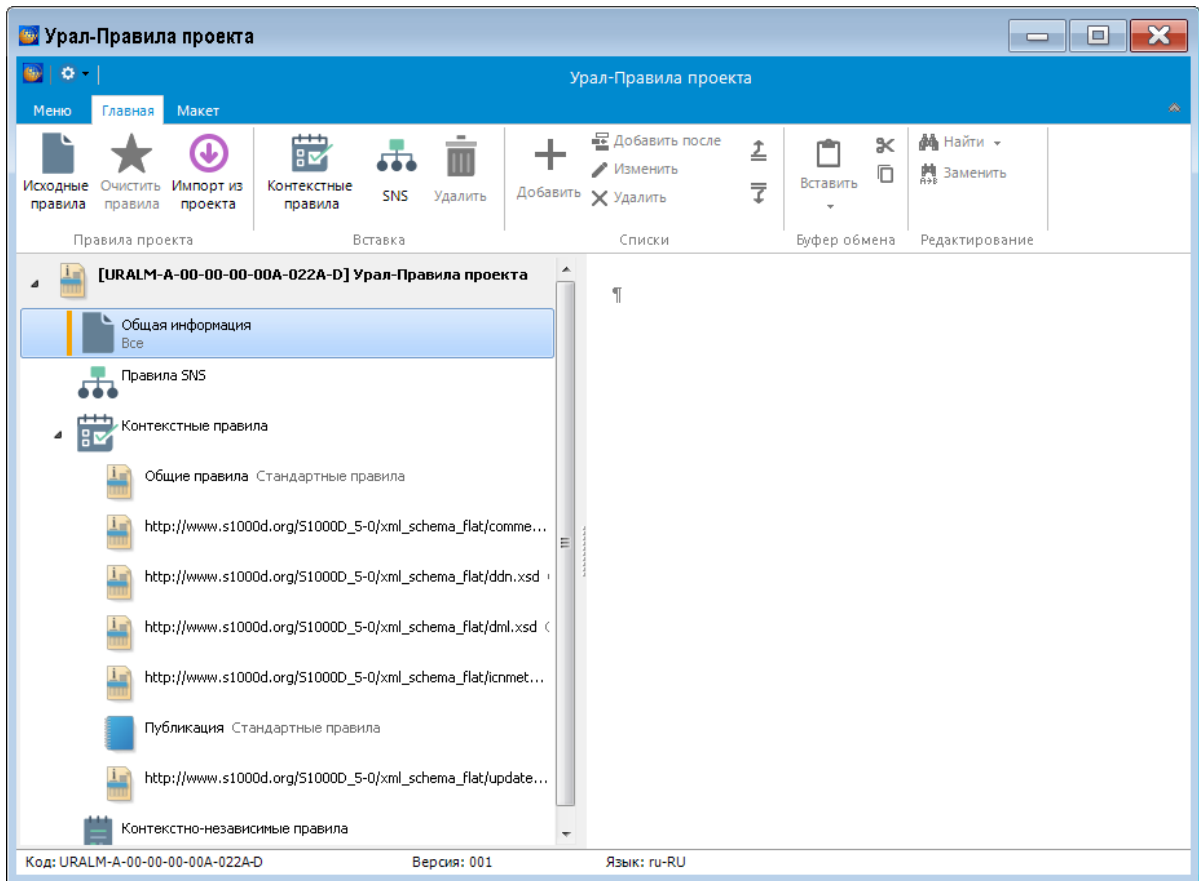 Урал-Правила проекта
Урал-Правила проекта
Меню Главная Макет
Исходные правила
Очистить правила
Импорт из проекта
Контекстные правила
SNS
Удалить
Добавить
Добавить после
Изменить
Удалить
Вставить
Найти
Заменить
Правила проекта
Вставка
Списки
Буфер обмена
Редактирование
[URALM-A-00-00-00-00A-022A-D] Урал-Правила проекта
¶
Общая информация
Все
Правила SNS
Контекстные правила
Общие правила Стандартные правила
http://www.s1000d.org/S1000D_5-0/xml_schema_flat/comme...
http://www.s1000d.org/S1000D_5-0/xml_schema_flat/ddn.xsd
http://www.s1000d.org/S1000D_5-0/xml_schema_flat/dml.xsd
http://www.s1000d.org/S1000D_5-0/xml_schema_flat/icnmet...
Публикация Стандартные правила
http://www.s1000d.org/S1000D_5-0/xml_schema_flat/update...
Контекстно-независимые правила
Код: URALM-A-00-00-00-00A-022A-D Версия: 001 Язык: ru-RU